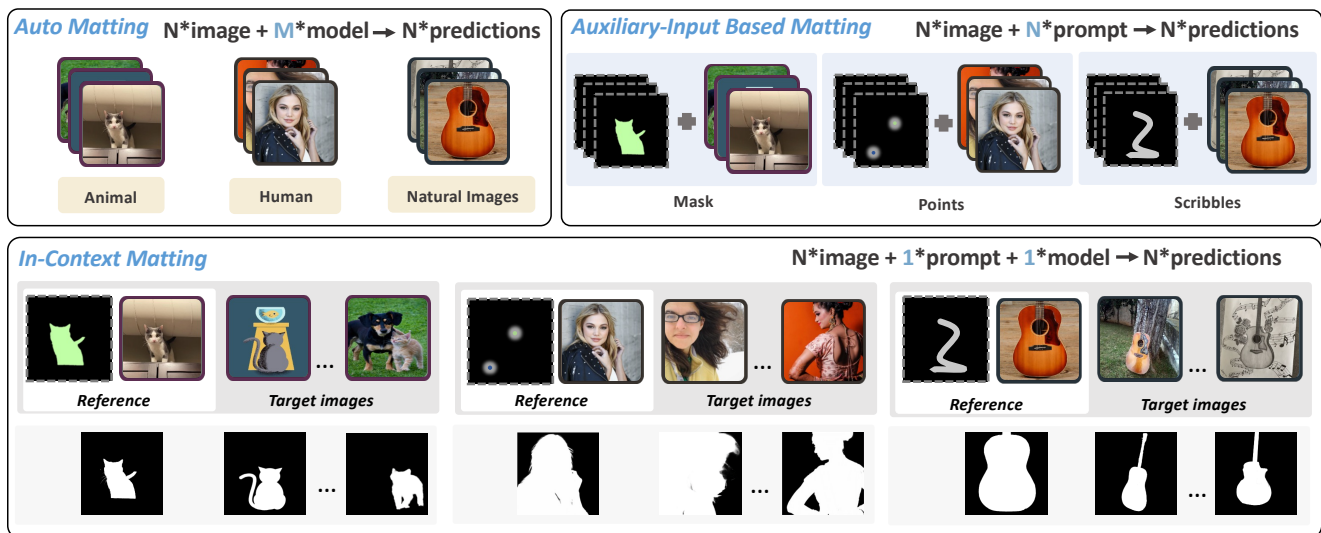 Auto Matting
N*image + M*model → N*predictions
Animal
Human
Natural Images
Auxiliary-Input Based Matting
N*image + N*prompt → N*predictions
Mask
Points
Scribbles
In-Context Matting
N*image + 1*prompt + 1*model → N*predictions
...
...
...
Reference
Target images
Reference
Target images
Reference
Target images
...
...
...